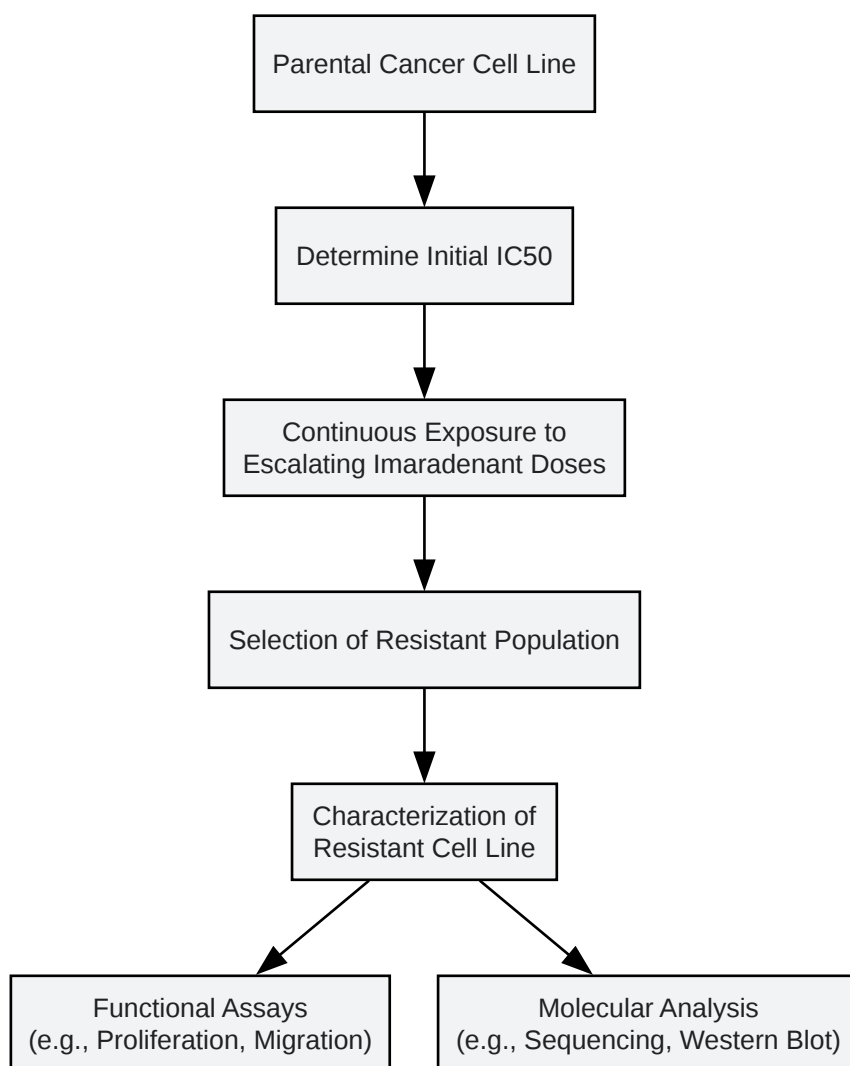 Parental Cancer Cell Line
Determine Initial IC50
Continuous Exposure to
Escalating Imaradenant Doses
Selection of Resistant Population
Characterization of
Resistant Cell Line
Functional Assays
(e.g., Proliferation, Migration)
Molecular Analysis
(e.g., Sequencing, Western Blot)